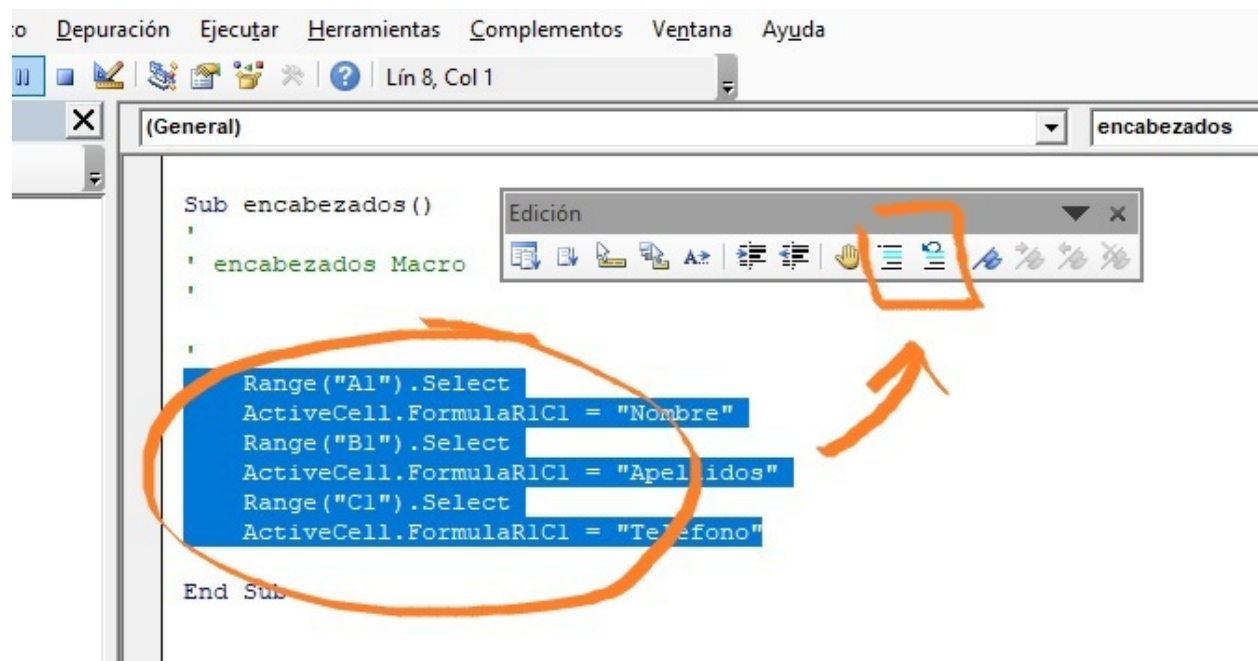 Depuración Ejecutar Herramientas Complementos Ventana Ayuda
Lín 8, Col 1
(General) encabezados
Sub encabezados()
Edición
'
' encabezados Macro
'
'
Range("A1").Select
ActiveCell.FormulaR1C1 = "Nombre"
Range("B1").Select
ActiveCell.FormulaR1C1 = "Apellidos"
Range("C1").Select
ActiveCell.FormulaR1C1 = "Teléfono"
End Sub